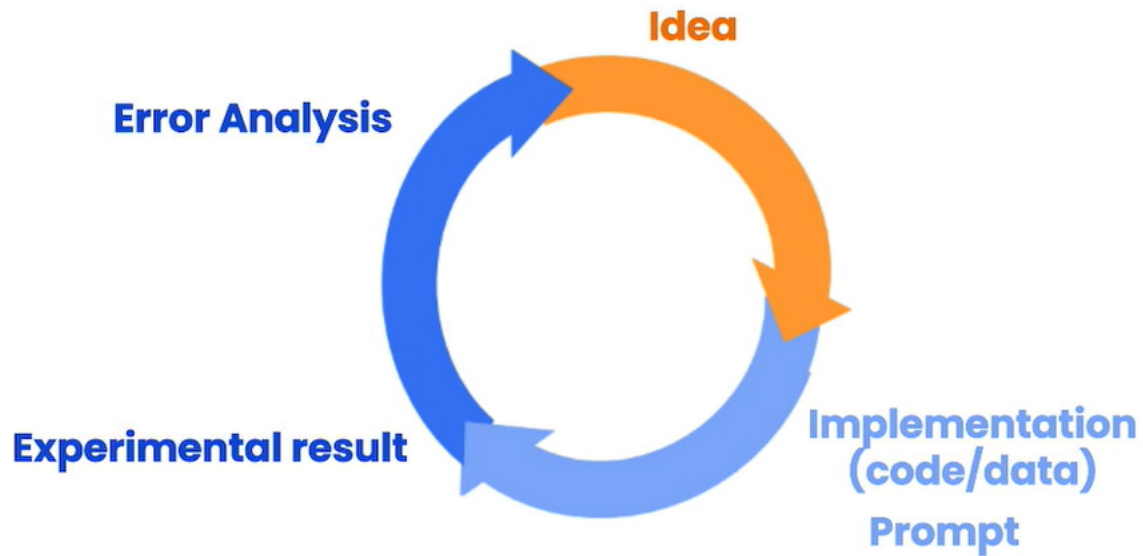 Idea
Error Analysis
Implementation
(code/data)
Experimental result
Prompt